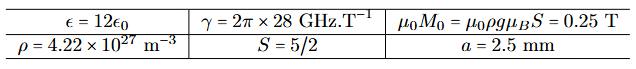 ϵ = 12ϵ₀ γ = 2π × 28 GHz.T⁻¹ μ₀M₀ = μ₀ρgμ_BS = 0.25 T
ρ = 4.22 × 10²⁷ m⁻³ S = 5/2 a = 2.5 mm